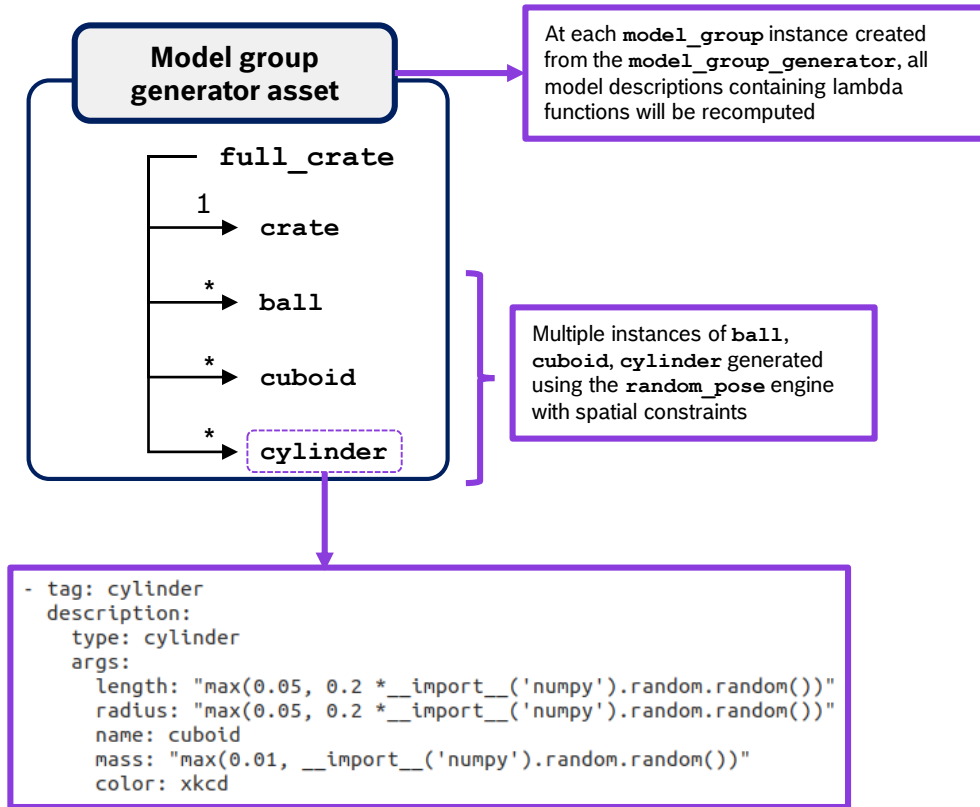 Model group
generator asset
At each model_group instance created
from the model_group_generator, all
model descriptions containing lambda
functions will be recomputed
full_crate
1
crate
*
ball
*
cuboid
*
cylinder
Multiple instances of ball,
cuboid, cylinder generated
using the random_pose engine
with spatial constraints
- tag: cylinder
  description:
    type: cylinder
    args:
      length: "max(0.05, 0.2 *__import__('numpy').random.random())"
      radius: "max(0.05, 0.2 *__import__('numpy').random.random())"
      name: cuboid
      mass: "max(0.01, __import__('numpy').random.random())"
      color: xkcd